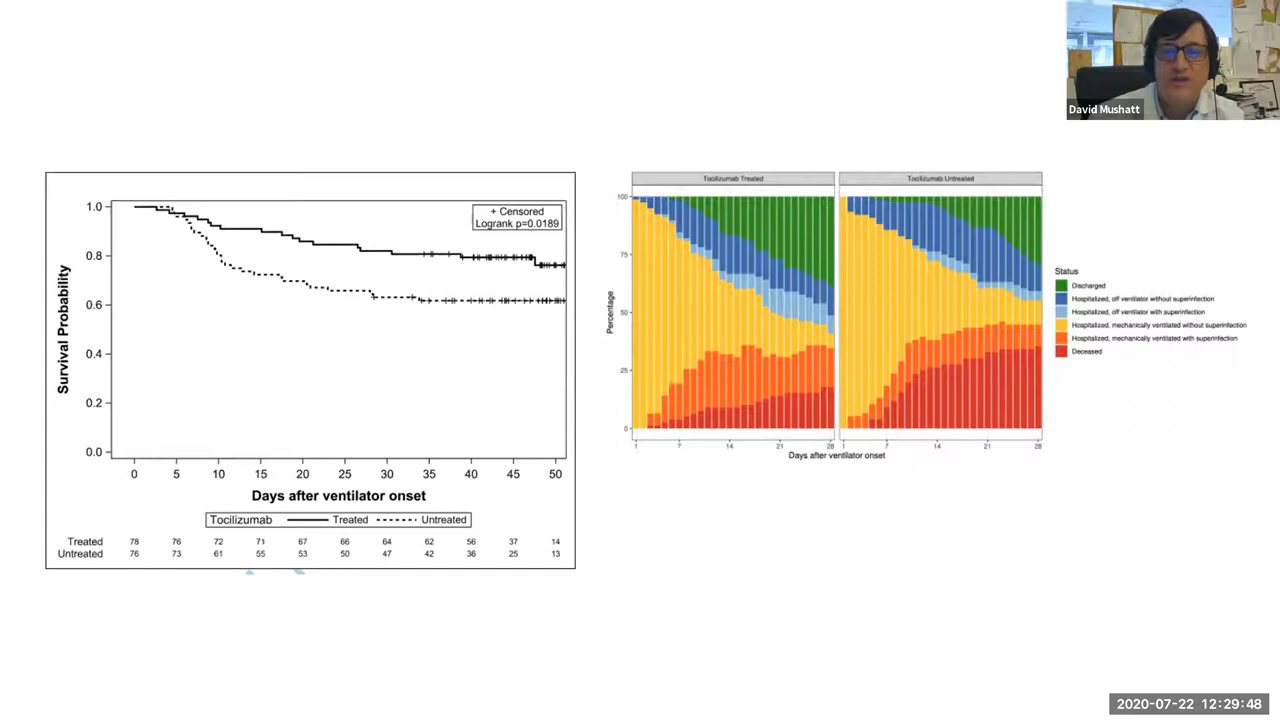 David Mushatt
1.0
0.8
0.6
0.4
0.2
0.0
Survival Probability
+ Censored
Logrank p=0.0189
0 5 10 15 20 25 30 35 40 45 50
Days after ventilator onset
Tocilizumab Treated Untreated
Treated 78 76 72 71 67 66 64 62 56 37 14
Untreated 76 73 61 55 53 50 47 42 36 25 13
Tocilizumab Treated
Tocilizumab Untreated
100
75
50
25
0
Percentage
1 7 14 21 28 1 7 14 21 28
Days after ventilator onset
Status
Discharged
Hospitalized, off ventilator without superinfection
Hospitalized, off ventilator with superinfection
Hospitalized, mechanically ventilated without superinfection
Hospitalized, mechanically ventilated with superinfection
Deceased
2020-07-22 12:29:48